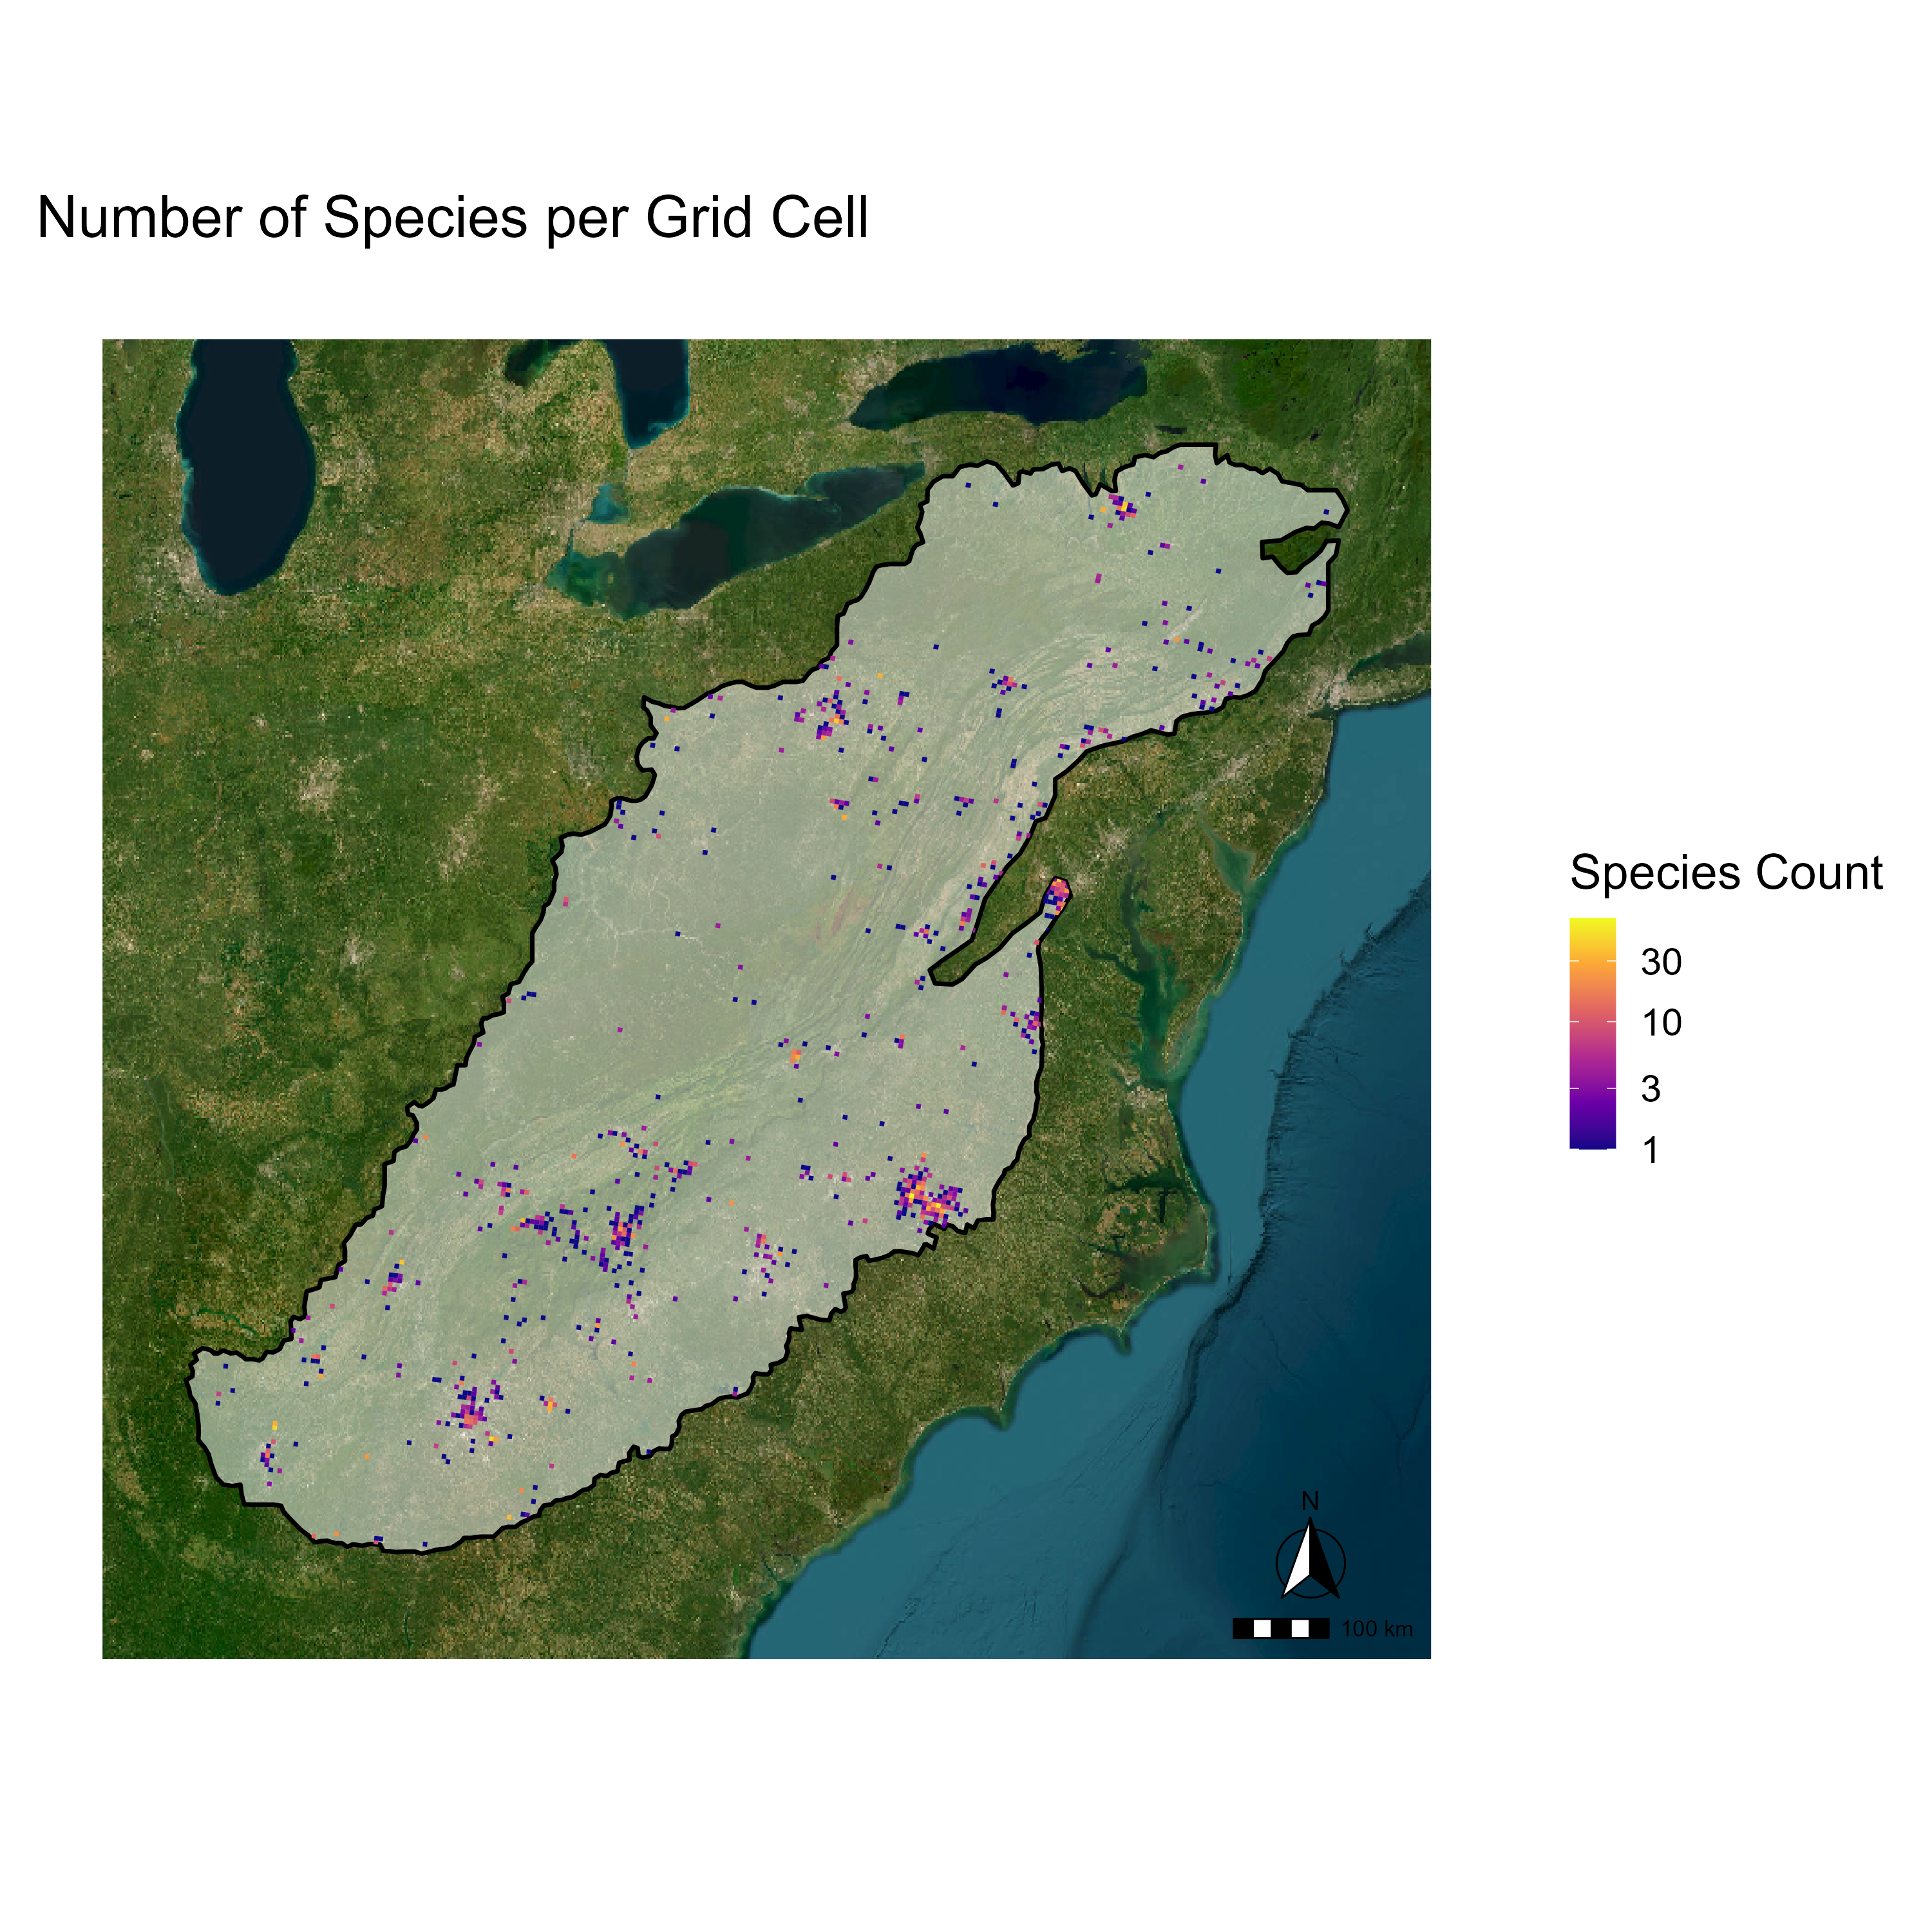 Number of Species per Grid Cell
Species Count
30
10
3
1
N
100 km